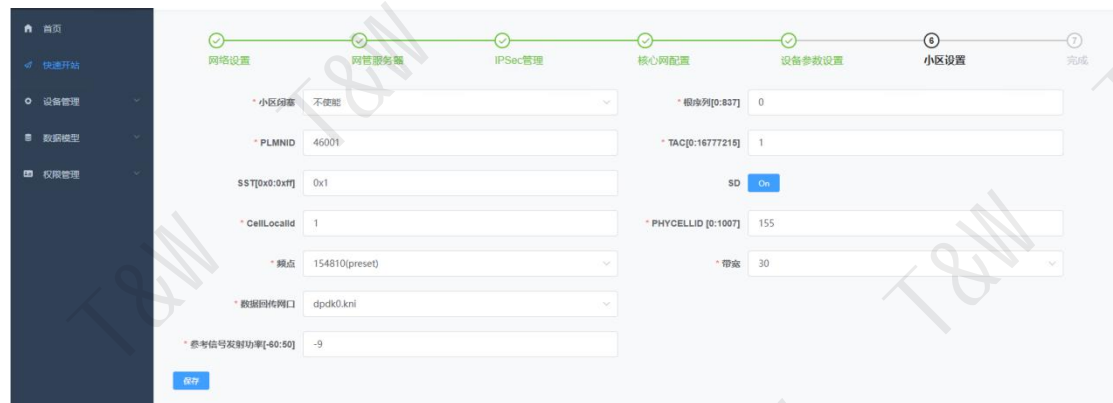 首页
快速开站
设备管理
数据模型
权限管理
网络设置 网管服务器 IPSec管理 核心网配置 设备参数设置 6 小区设置 7 完成
* 小区闭塞 不使能 * 根序列[0:837] 0
* PLMNID 46001 * TAC[0:16777215] 1
SST[0x0:0xff] 0x1 SD On
* CellLocalId 1 * PHYCELLID [0:1007] 155
* 频点 154810(preset) * 带宽 30
* 数据回传网口 dpdk0.kni
* 参考信号发射功率[-60:50] -9
保存
T&W
T&W
T&W